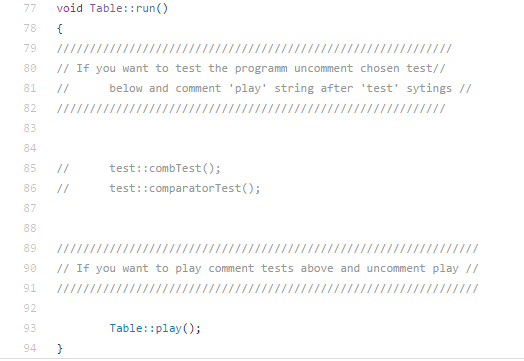 77 void Table::run()
78 {
79 ////////////////////////////////////////////////////////////
80 // If you want to test the programm uncomment chosen test//
81 //      below and comment 'play' string after 'test' sytings //
82 ///////////////////////////////////////////////////////////
83
84
85 //      test::combTest();
86 //      test::comparatorTest();
87
88
89 ////////////////////////////////////////////////////////////////
90 // If you want to play comment tests above and uncomment play //
91 ////////////////////////////////////////////////////////////////
92
93         Table::play();
94 }